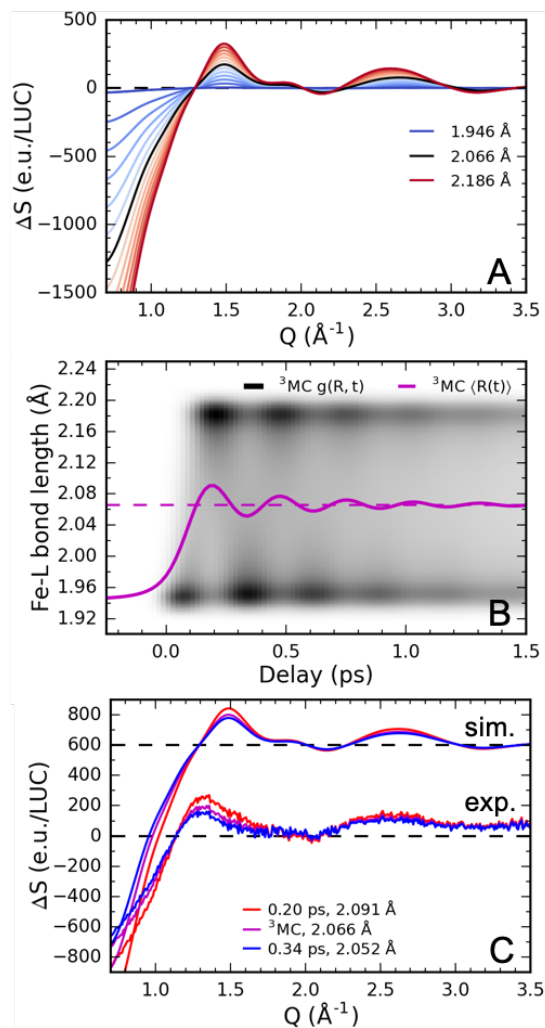 500
0
−500
−1000
−1500
ΔS (e.u./LUC)
1.946 Å
2.066 Å
2.186 Å
A
1.0 1.5 2.0 2.5 3.0 3.5
Q (Å⁻¹)
2.24
2.20
2.16
2.12
2.08
2.04
2.00
1.96
1.92
Fe-L bond length (Å)
³MC g(R, t) ³MC ⟨R(t)⟩
B
0.0 0.5 1.0 1.5
Delay (ps)
800
600
400
200
0
−200
−400
−600
−800
ΔS (e.u./LUC)
sim.
exp.
0.20 ps, 2.091 Å
³MC, 2.066 Å
0.34 ps, 2.052 Å
C
1.0 1.5 2.0 2.5 3.0 3.5
Q (Å⁻¹)